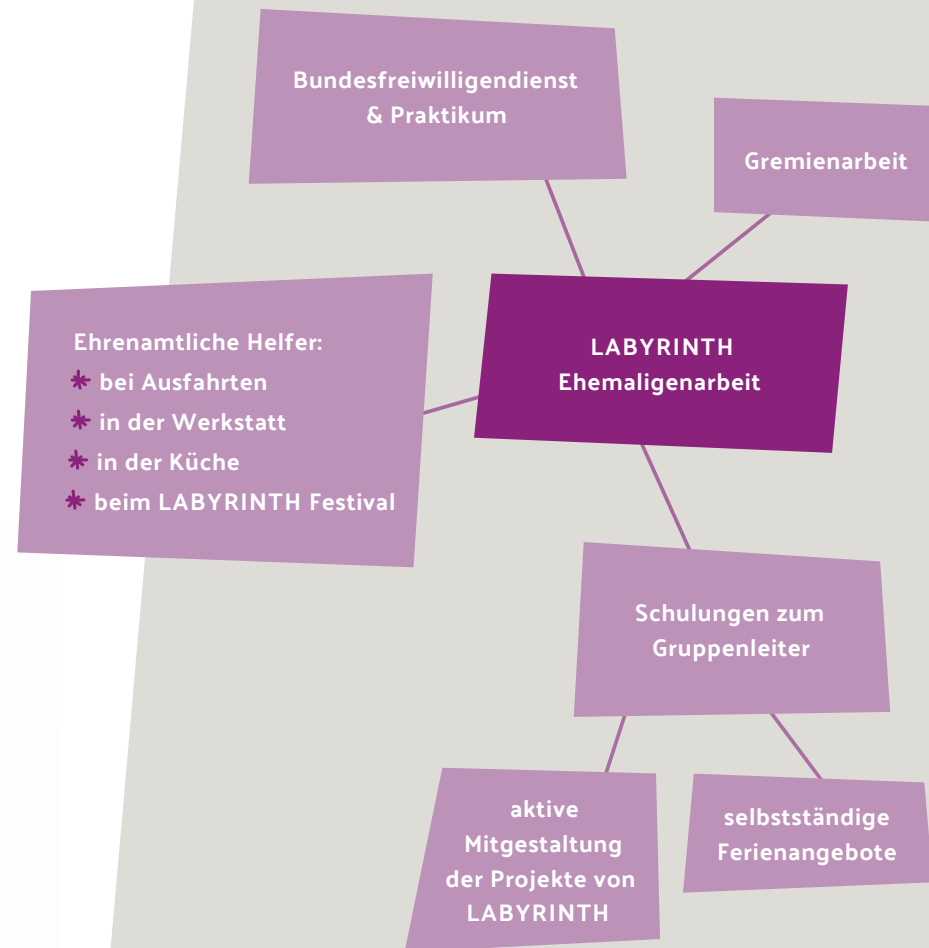 Bundesfreiwilligendienst
& Praktikum
Gremienarbeit
LABYRINTH
Ehemaligenarbeit
Ehrenamtliche Helfer:
bei Ausfahrten
in der Werkstatt
in der Küche
beim LABYRINTH Festival
Schulungen zum
Gruppenleiter
aktive
Mitgestaltung
der Projekte von
LABYRINTH
selbstständige
Ferienangebote